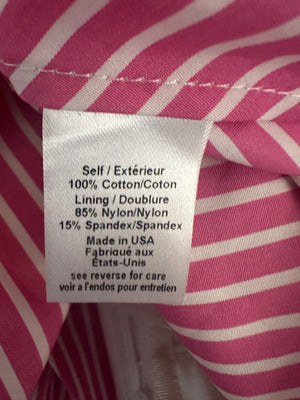 Self / Extérieur
100% Cotton/Coton
Lining / Doublure
85% Nylon/Nylon
15% Spandex/Spandex
Made in USA
Fabriqué aux
États-Unis
see reverse for care
voir a l'endos pour entretien